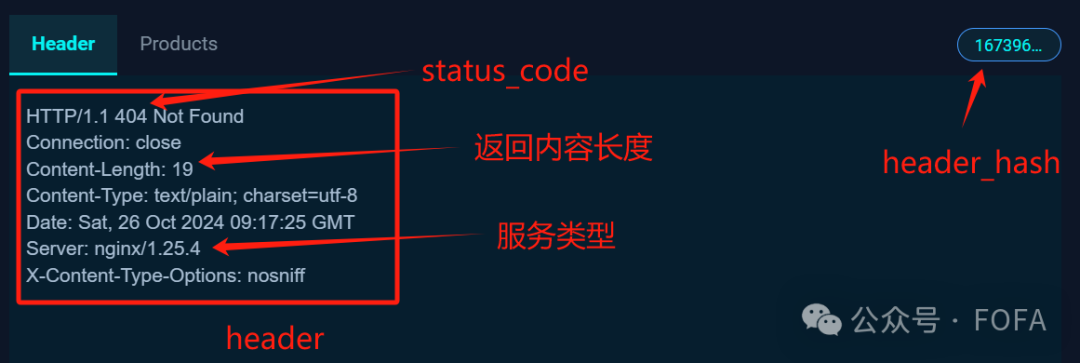 Header
Products
167396...
status_code
HTTP/1.1 404 Not Found
Connection: close
返回内容长度
Content-Length: 19
header_hash
Content-Type: text/plain; charset=utf-8
Date: Sat, 26 Oct 2024 09:17:25 GMT
服务类型
Server: nginx/1.25.4
X-Content-Type-Options: nosniff
公众号 · FOFA
header